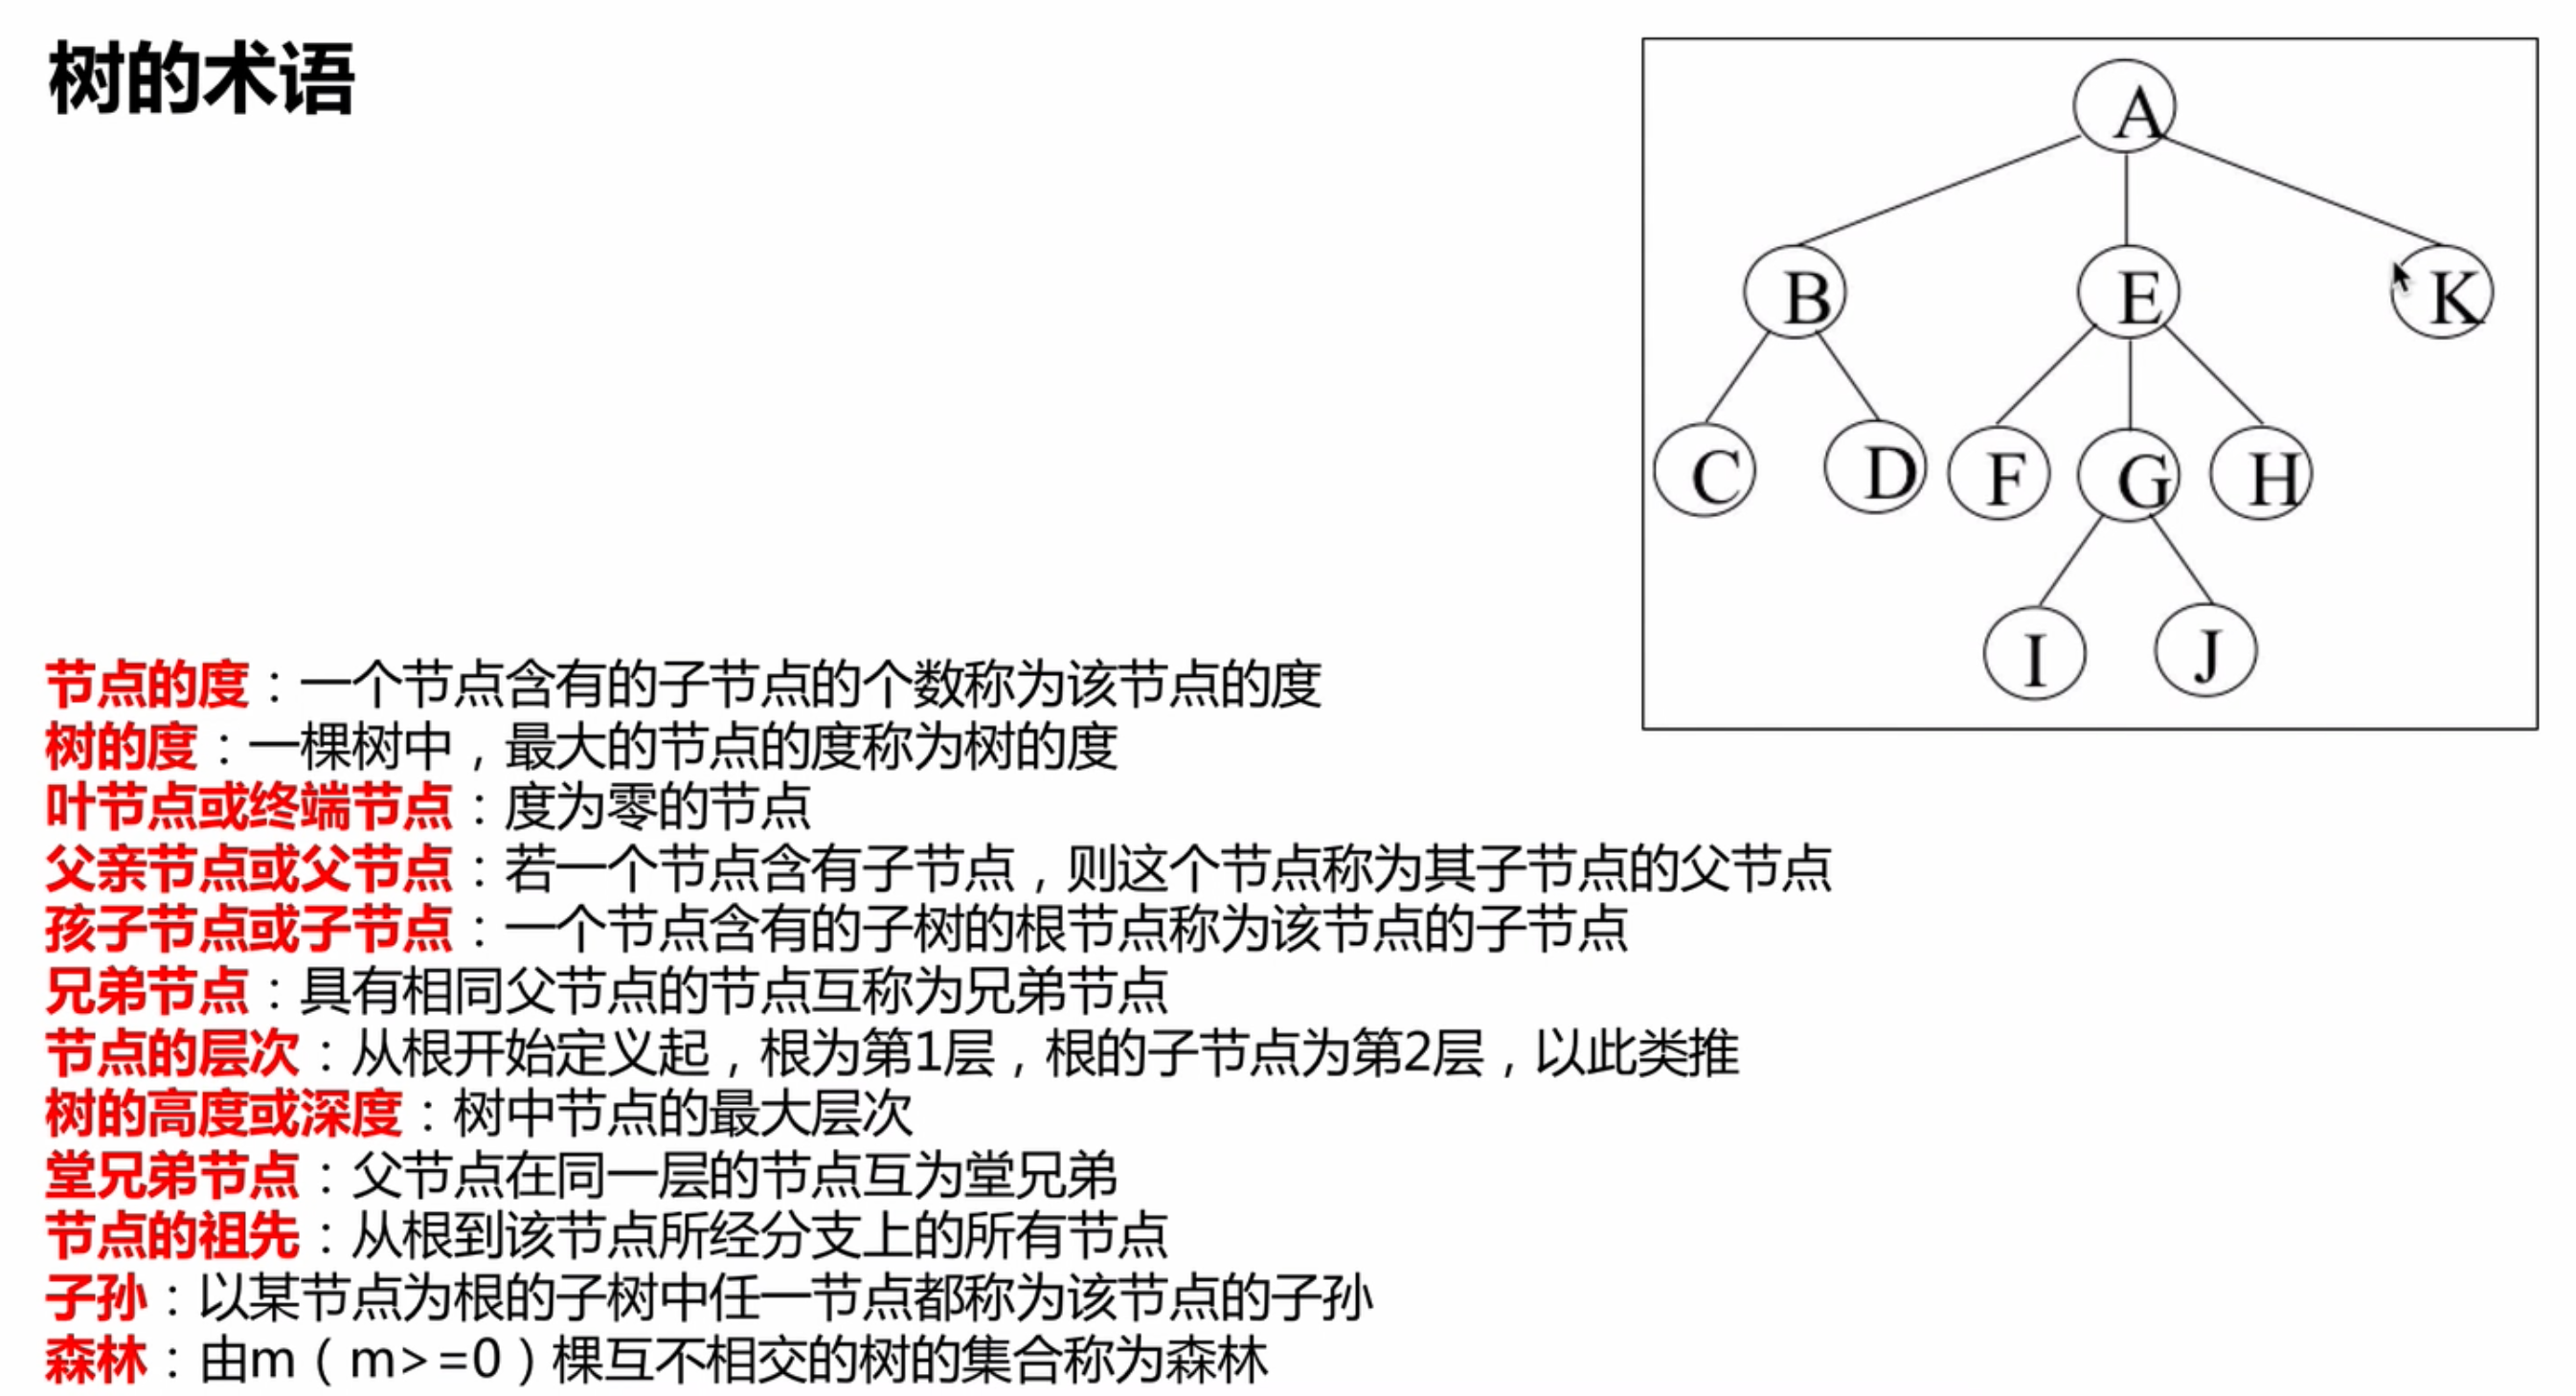 树的术语
A
B
E
K
C
D
F
G
H
I
J
节点的度：一个节点含有的子节点的个数称为该节点的度
树的度：一棵树中，最大的节点的度称为树的度
叶节点或终端节点：度为零的节点
父亲节点或父节点：若一个节点含有子节点，则这个节点称为其子节点的父节点
孩子节点或子节点：一个节点含有的子树的根节点称为该节点的子节点
兄弟节点：具有相同父节点的节点互称为兄弟节点
节点的层次：从根开始定义起，根为第1层，根的子节点为第2层，以此类推
树的高度或深度：树中节点的最大层次
堂兄弟节点：父节点在同一层的节点互为堂兄弟
节点的祖先：从根到该节点所经分支上的所有节点
子孙：以某节点为根的子树中任一节点都称为该节点的子孙
森林：由m（m>=0）棵互不相交的树的集合称为森林